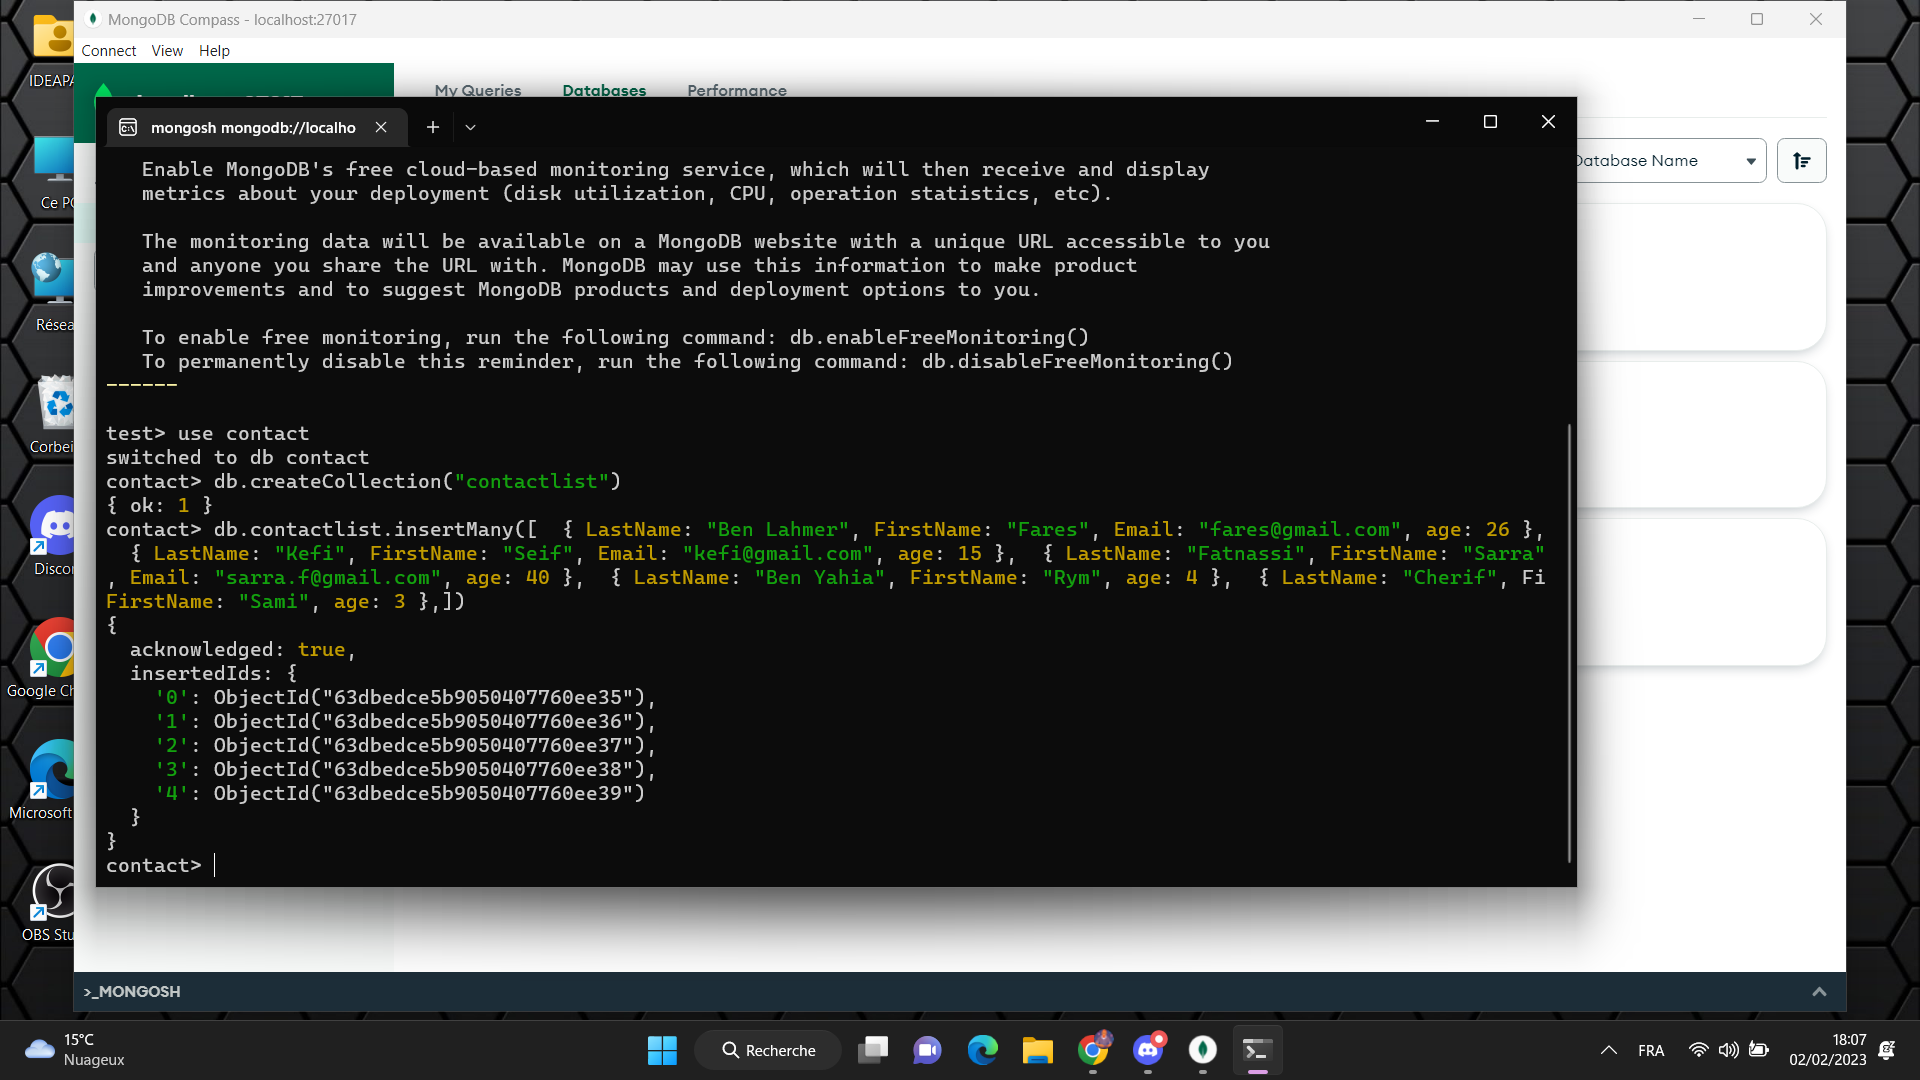 MongoDB Compass - localhost:27017
Connect View Help
My Queries Databases Performance
Database Name
mongosh mongodb://localho
Enable MongoDB's free cloud-based monitoring service, which will then receive and display
metrics about your deployment (disk utilization, CPU, operation statistics, etc).
The monitoring data will be available on a MongoDB website with a unique URL accessible to you
and anyone you share the URL with. MongoDB may use this information to make product
improvements and to suggest MongoDB products and deployment options to you.
To enable free monitoring, run the following command: db.enableFreeMonitoring()
To permanently disable this reminder, run the following command: db.disableFreeMonitoring()
------
test> use contact
switched to db contact
contact> db.createCollection("contactlist")
{ ok: 1 }
contact> db.contactlist.insertMany([  { LastName: "Ben Lahmer", FirstName: "Fares", Email: "fares@gmail.com", age: 26 },
{ LastName: "Kefi", FirstName: "Seif", Email: "kefi@gmail.com", age: 15 },  { LastName: "Fatnassi", FirstName: "Sarra"
, Email: "sarra.f@gmail.com", age: 40 },  { LastName: "Ben Yahia", FirstName: "Rym", age: 4 },  { LastName: "Cherif", Fi
FirstName: "Sami", age: 3 },])
{
acknowledged: true,
insertedIds: {
'0': ObjectId("63dbedce5b9050407760ee35"),
'1': ObjectId("63dbedce5b9050407760ee36"),
'2': ObjectId("63dbedce5b9050407760ee37"),
'3': ObjectId("63dbedce5b9050407760ee38"),
'4': ObjectId("63dbedce5b9050407760ee39")
}
}
contact>
>_MONGOSH
IDEAPA
Ce PC
Résea
Corbei
Discor
Google Ch
Microsoft
OBS Stu
15°C
Nuageux
Recherche
FRA
18:07
02/02/2023